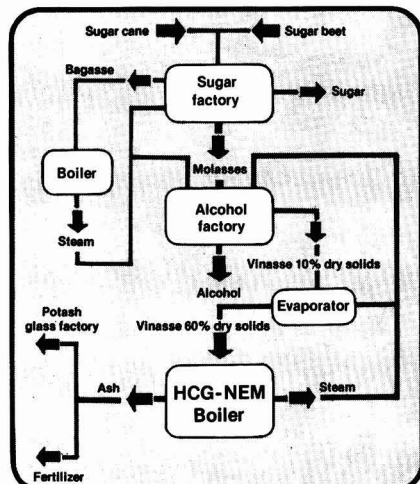 Sugar cane
Sugar beet
Bagasse
Sugar
factory
Sugar
Boiler
Molasses
Steam
Alcohol
factory
Vinasse 10% dry solids
Alcohol
Evaporator
Potash
glass factory
Vinasse 60% dry solids
Ash
HCG-NEM
Boiler
Steam
Fertilizer